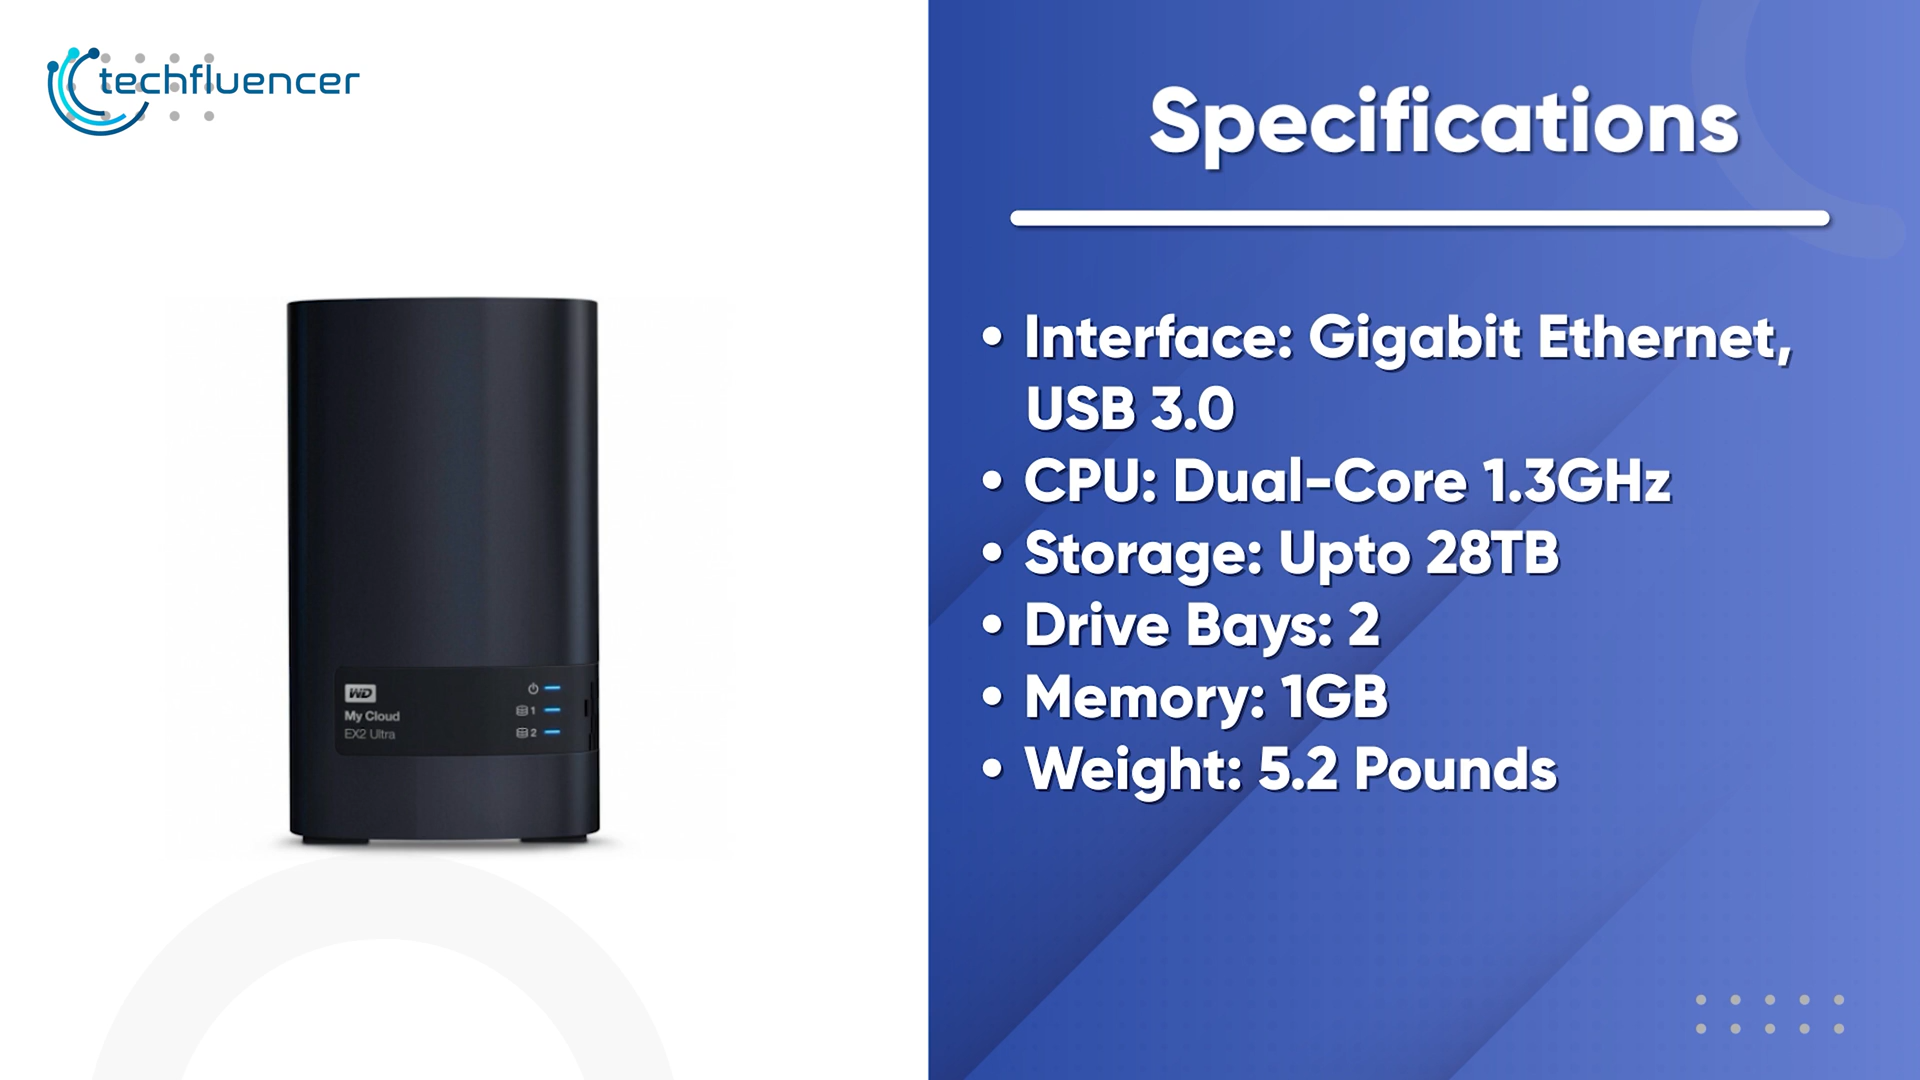 techfluencer
Specifications
• Interface: Gigabit Ethernet,
USB 3.0
• CPU: Dual-Core 1.3GHz
• Storage: Upto 28TB
• Drive Bays: 2
• Memory: 1GB
• Weight: 5.2 Pounds
WD
My Cloud
EX2 Ultra
1
2